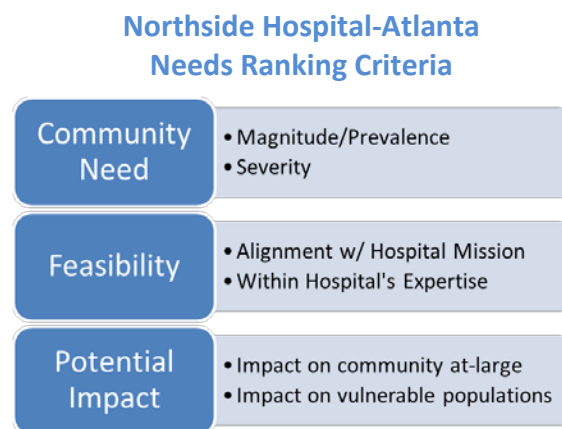 Northside Hospital-Atlanta
Needs Ranking Criteria
Community
Need
• Magnitude/Prevalence
• Severity
Feasibility
• Alignment w/ Hospital Mission
• Within Hospital's Expertise
Potential
Impact
• Impact on community at-large
• Impact on vulnerable populations